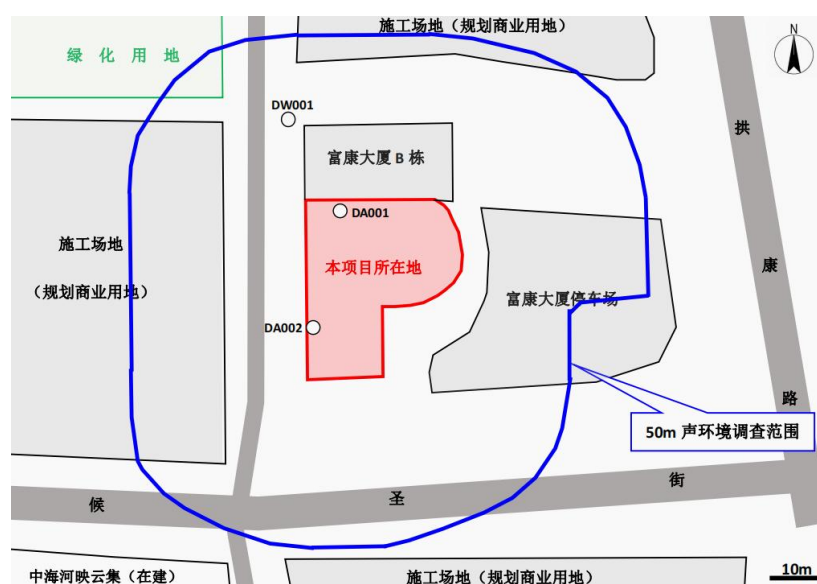 施工场地（规划商业用地）
N
绿 化 用 地
DW001
拱
富康大厦 B 栋
DA001
施工场地
本项目所在地
康
（规划商业用地）
富康大厦停车场
DA002
路
50m 声环境调查范围
街
圣
候
10m
中海河映云集（在建）
施工场地（规划商业用地）